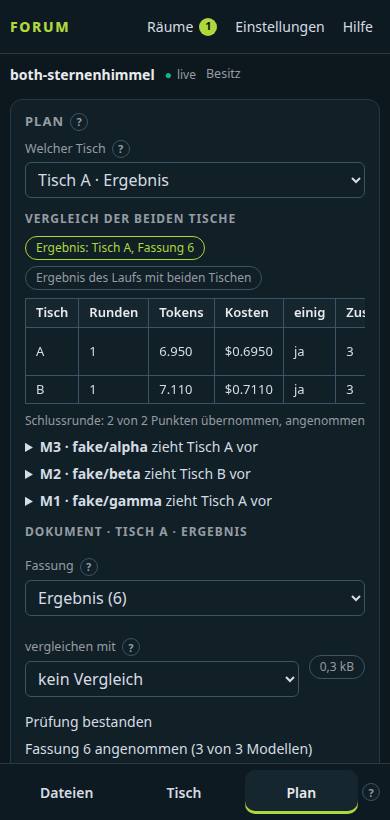 FORUM Räume 1 Einstellungen Hilfe
both-sternenhimmel • live Besitz
PLAN ?
Welcher Tisch ?
Tisch A · Ergebnis
VERGLEICH DER BEIDEN TISCHE
Ergebnis: Tisch A, Fassung 6
Ergebnis des Laufs mit beiden Tischen
Tisch Runden Tokens Kosten einig
A 1 6.950 $0.6950 ja 3
B 1 7.110 $0.7110 ja 3
Schlussrunde: 2 von 2 Punkten übernommen, angenommen
▶ M3 · fake/alpha zieht Tisch A vor
▶ M2 · fake/beta zieht Tisch B vor
▶ M1 · fake/gamma zieht Tisch A vor
DOKUMENT · TISCH A · ERGEBNIS
Fassung ?
Ergebnis (6)
vergleichen mit ?
kein Vergleich 0,3 kB
Prüfung bestanden
Fassung 6 angenommen (3 von 3 Modellen)
Dateien Tisch Plan ?